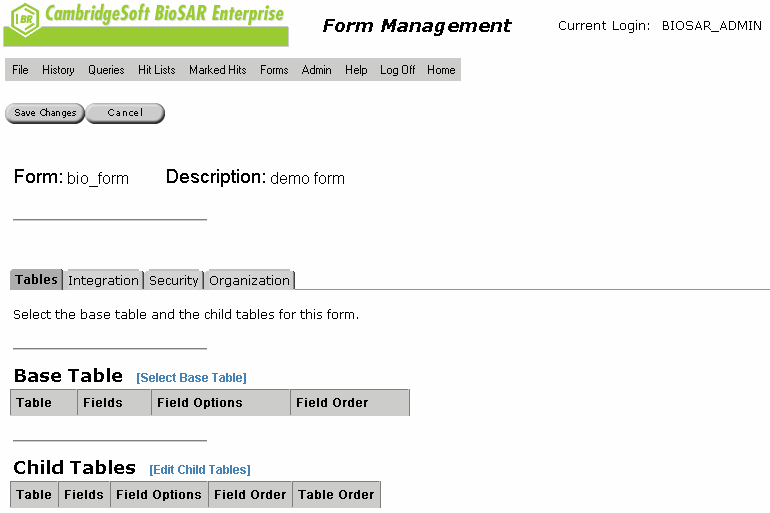 IBR CambridgeSoft BioSAR Enterprise
Form Management
Current Login: BIOSAR_ADMIN
File History Queries Hit Lists Marked Hits Forms Admin Help Log Off Home
Save Changes Cancel
Form: bio_form Description: demo form
Tables Integration Security Organization
Select the base table and the child tables for this form.
Base Table [Select Base Table]
Table Fields Field Options Field Order
Child Tables [Edit Child Tables]
Table Fields Field Options Field Order Table Order